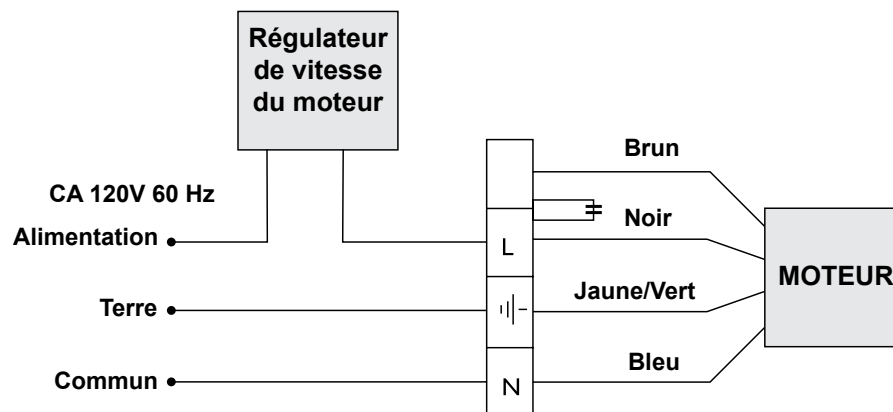 Régulateur
de vitesse
du moteur
Brun
CA 120V 60 Hz
Noir
Alimentation
L
MOTEUR
Jaune/Vert
Terre
Bleu
Commun
N